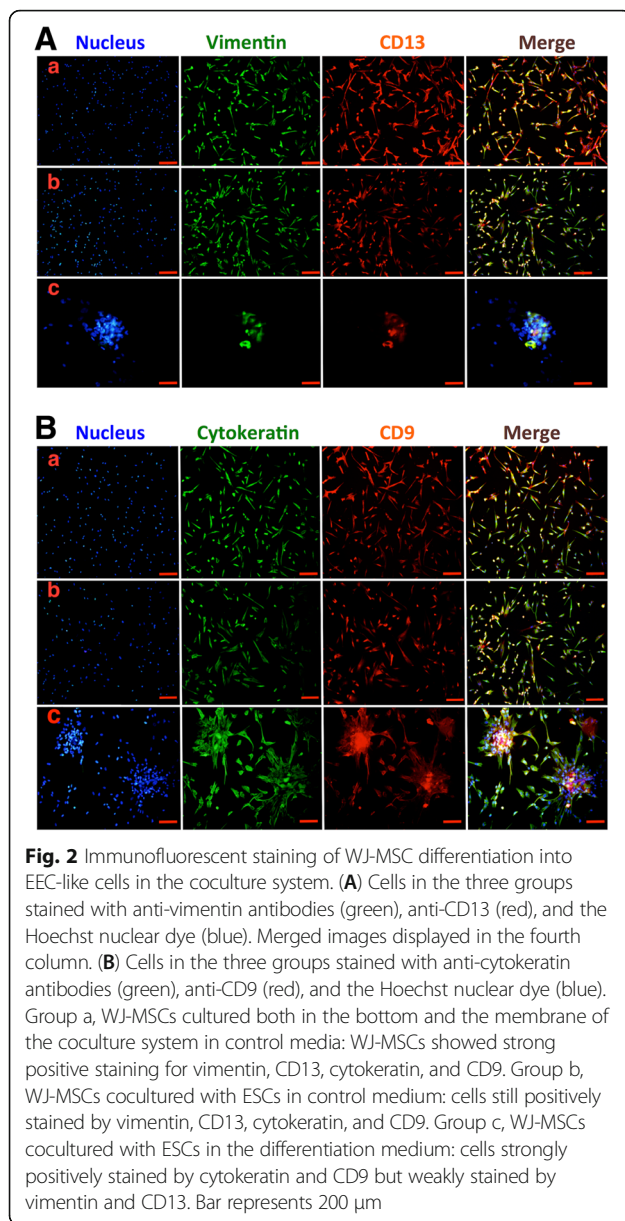 A
Nucleus Vimentin CD13 Merge
a
b
c
B
Nucleus Cytokeratin CD9 Merge
a
b
c
Fig. 2 Immunofluorescent staining of WJ-MSC differentiation into
EEC-like cells in the coculture system. (A) Cells in the three groups
stained with anti-vimentin antibodies (green), anti-CD13 (red), and the
Hoechst nuclear dye (blue). Merged images displayed in the fourth
column. (B) Cells in the three groups stained with anti-cytokeratin
antibodies (green), anti-CD9 (red), and the Hoechst nuclear dye (blue).
Group a, WJ-MSCs cultured both in the bottom and the membrane of
the coculture system in control media: WJ-MSCs showed strong
positive staining for vimentin, CD13, cytokeratin, and CD9. Group b,
WJ-MSCs cocultured with ESCs in control medium: cells still positively
stained by vimentin, CD13, cytokeratin, and CD9. Group c, WJ-MSCs
cocultured with ESCs in the differentiation medium: cells strongly
positively stained by cytokeratin and CD9 but weakly stained by
vimentin and CD13. Bar represents 200 μm